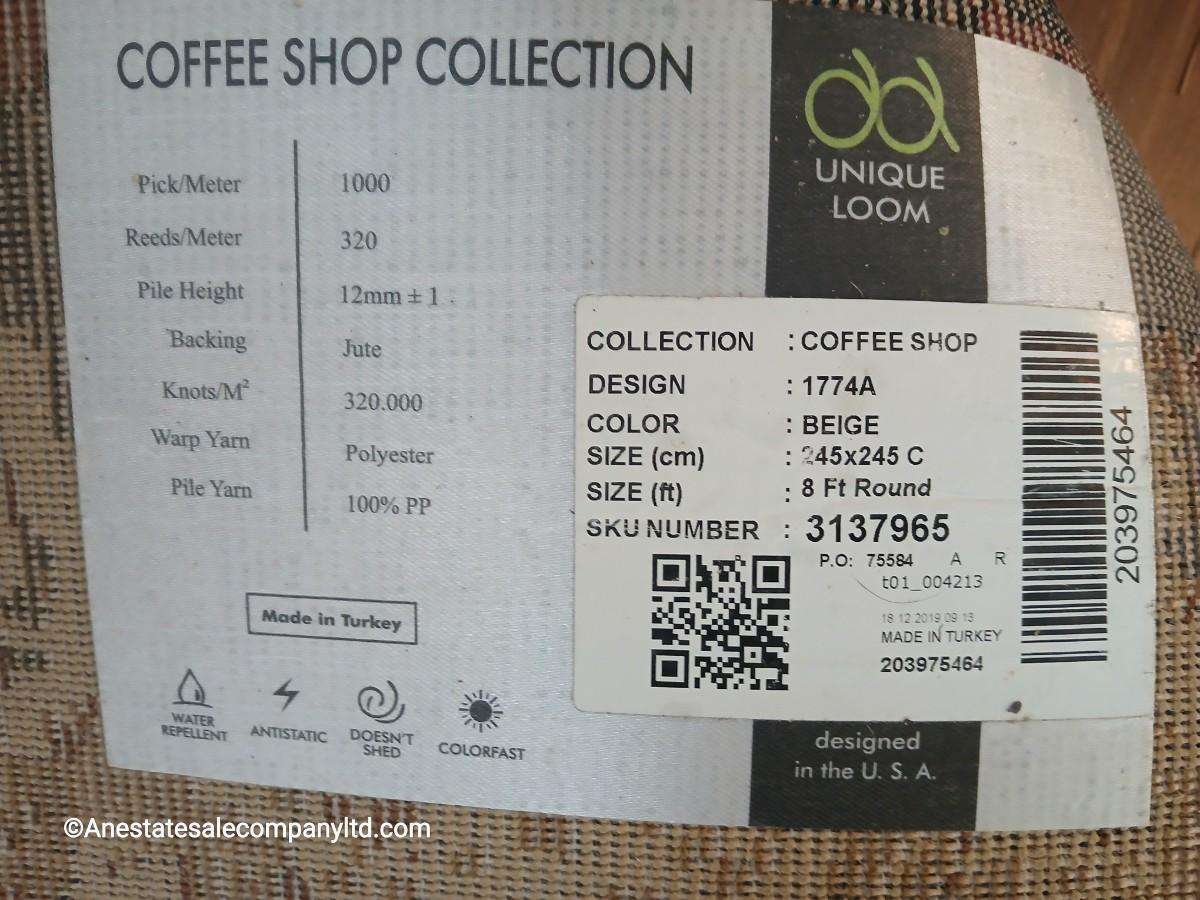 COFFEE SHOP COLLECTION
Pick/Meter 1000
Reeds/Meter 320
Pile Height 12mm ± 1
Backing Jute
Knots/M² 320.000
Warp Yarn Polyester
Pile Yarn 100% PP
Made in Turkey
WATER
REPELLENT
ANTISTATIC
DOESN'T
SHED
COLORFAST
UNIQUE
LOOM
COLLECTION : COFFEE SHOP
DESIGN : 1774A
COLOR : BEIGE
SIZE (cm) : 245x245 C
SIZE (ft) : 8 Ft Round
SKU NUMBER : 3137965
P.O: 75584 A R
t01_004213
18 12 2019 09 13
MADE IN TURKEY
203975464
203975464
designed
in the U. S. A.
©Anestatesalecompanyltd.com